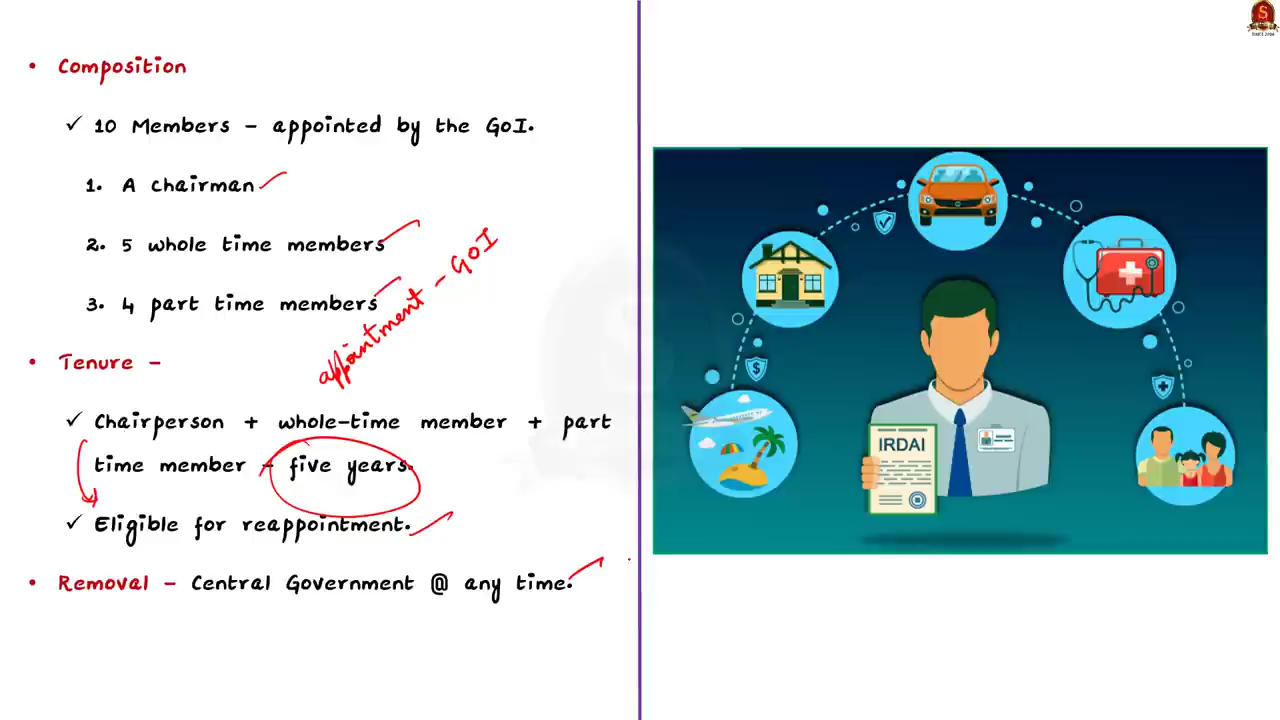 • Composition
✓ 10 Members - appointed by the GoI.
1. A chairman
2. 5 whole time members
3. 4 part time members
appointment - GoI
• Tenure -
✓ Chairperson + whole-time member + part
time member - five years.
✓ Eligible for reappointment.
• Removal - Central Government @ any time.
S
SINCE 2004
$
IRDAI